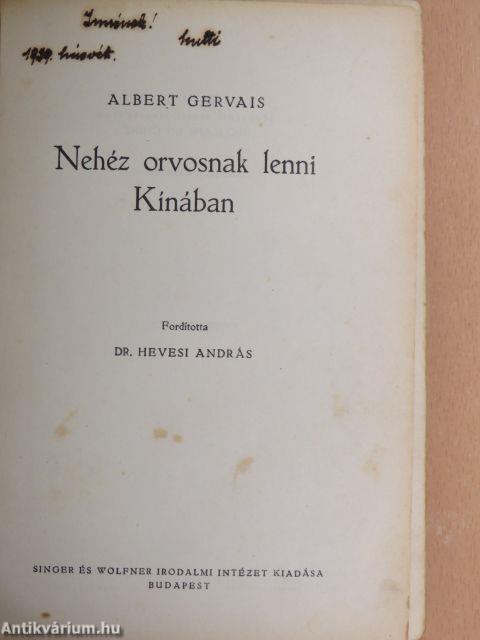 Imrének!
1939. húsvét.
ALBERT GERVAIS
Nehéz orvosnak lenni
Kínában
Fordította
DR. HEVESI ANDRÁS
SINGER ÉS WOLFNER IRODALMI INTÉZET KIADÁSA
BUDAPEST
Antikvárium.hu